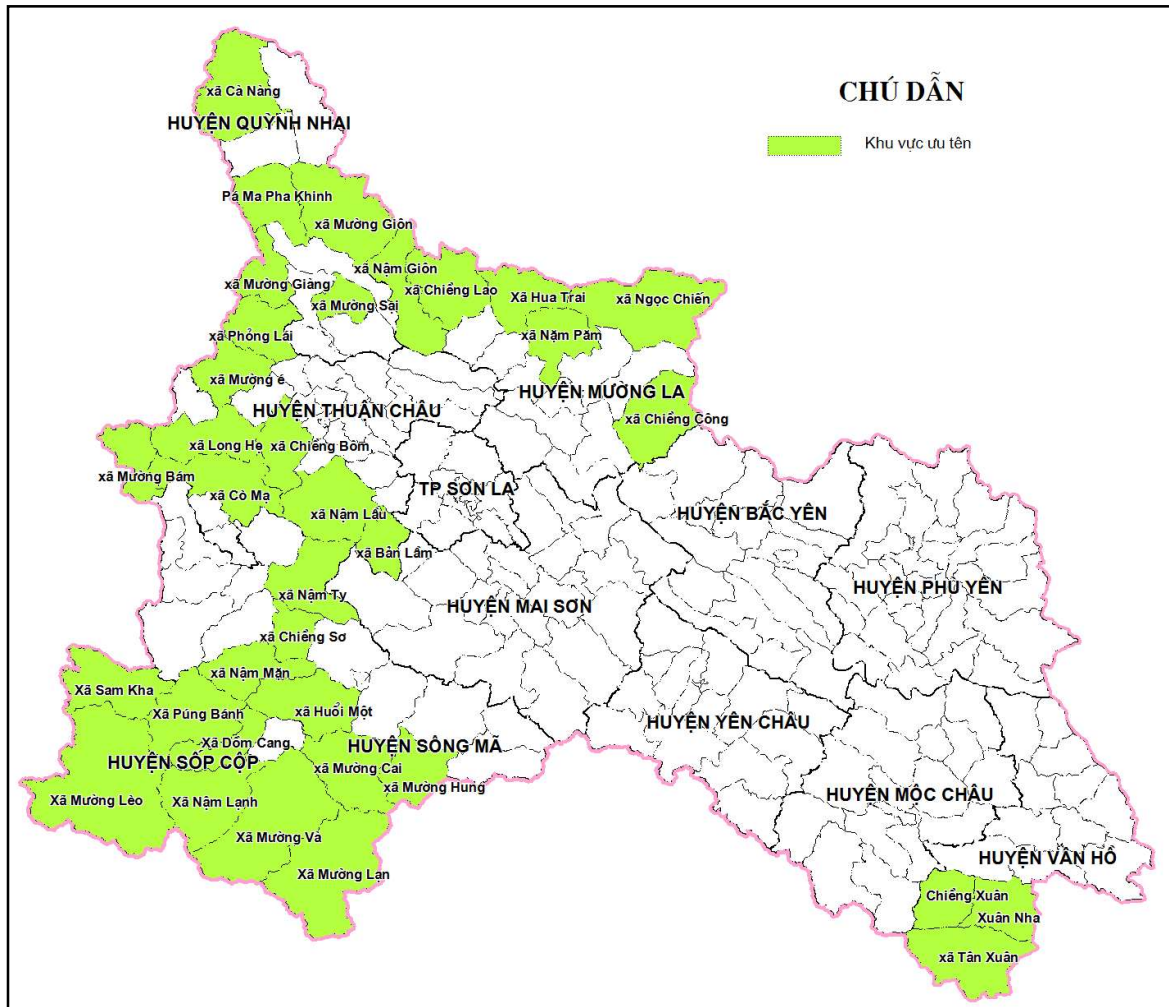 CHÚ DẪN
Khu vực ưu tên
xã Cà Nàng
HUYỆN QUỲNH NHAI
Pá Ma Pha Khinh
xã Mường Giôn
xã Nậm Giôn
xã Mường Giàng
xã Chiềng Lao
Xã Hua Trai
xã Ngọc Chiến
xã Mường Sại
xã Phỏng Lái
xã Nặm Păm
xã Mường é
HUYỆN MƯỜNG LA
HUYỆN THUẬN CHÂU
xã Chiềng Công
xã Long Hẹ
xã Chiềng Bôm
xã Mường Bám
TP SƠN LA
xã Cò Mạ
xã Nậm Lầu
HUYỆN BẮC YÊN
xã Bản Lầm
HUYỆN PHÙ YÊN
xã Nậm Ty
HUYỆN MAI SƠN
xã Chiềng Sơ
xã Nậm Mằn
Xã Sam Kha
Xã Púng Bánh
xã Huổi Một
HUYỆN YÊN CHÂU
Xã Dồm Cang
HUYỆN SÔNG MÃ
HUYỆN SỐP CỘP
xã Mường Cai
xã Mường Hung
HUYỆN MỘC CHÂU
Xã Mường Lèo
Xã Nậm Lạnh
Xã Mường Và
HUYỆN VÂN HỒ
Xã Mường Lạn
Chiềng Xuân
Xuân Nha
xã Tân Xuân